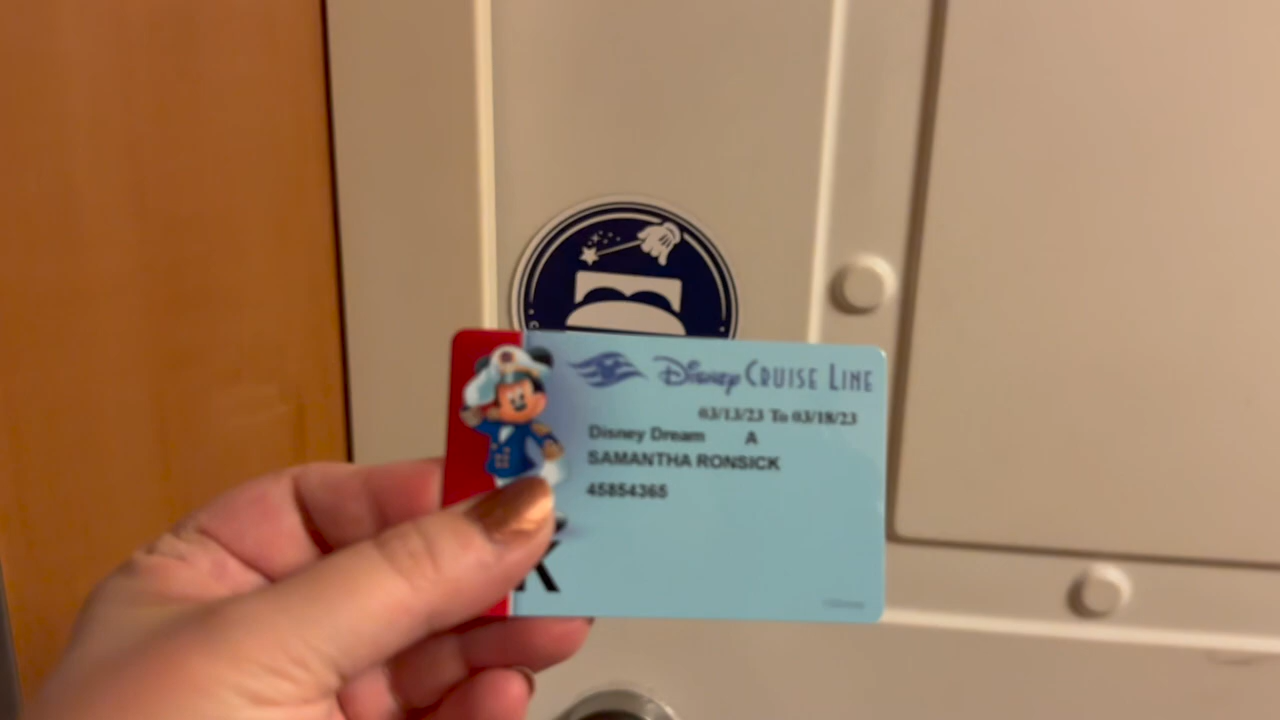 Disney Cruise Line
03/13/23 To 03/18/23
Disney Dream A
SAMANTHA RONSICK
45854365
K